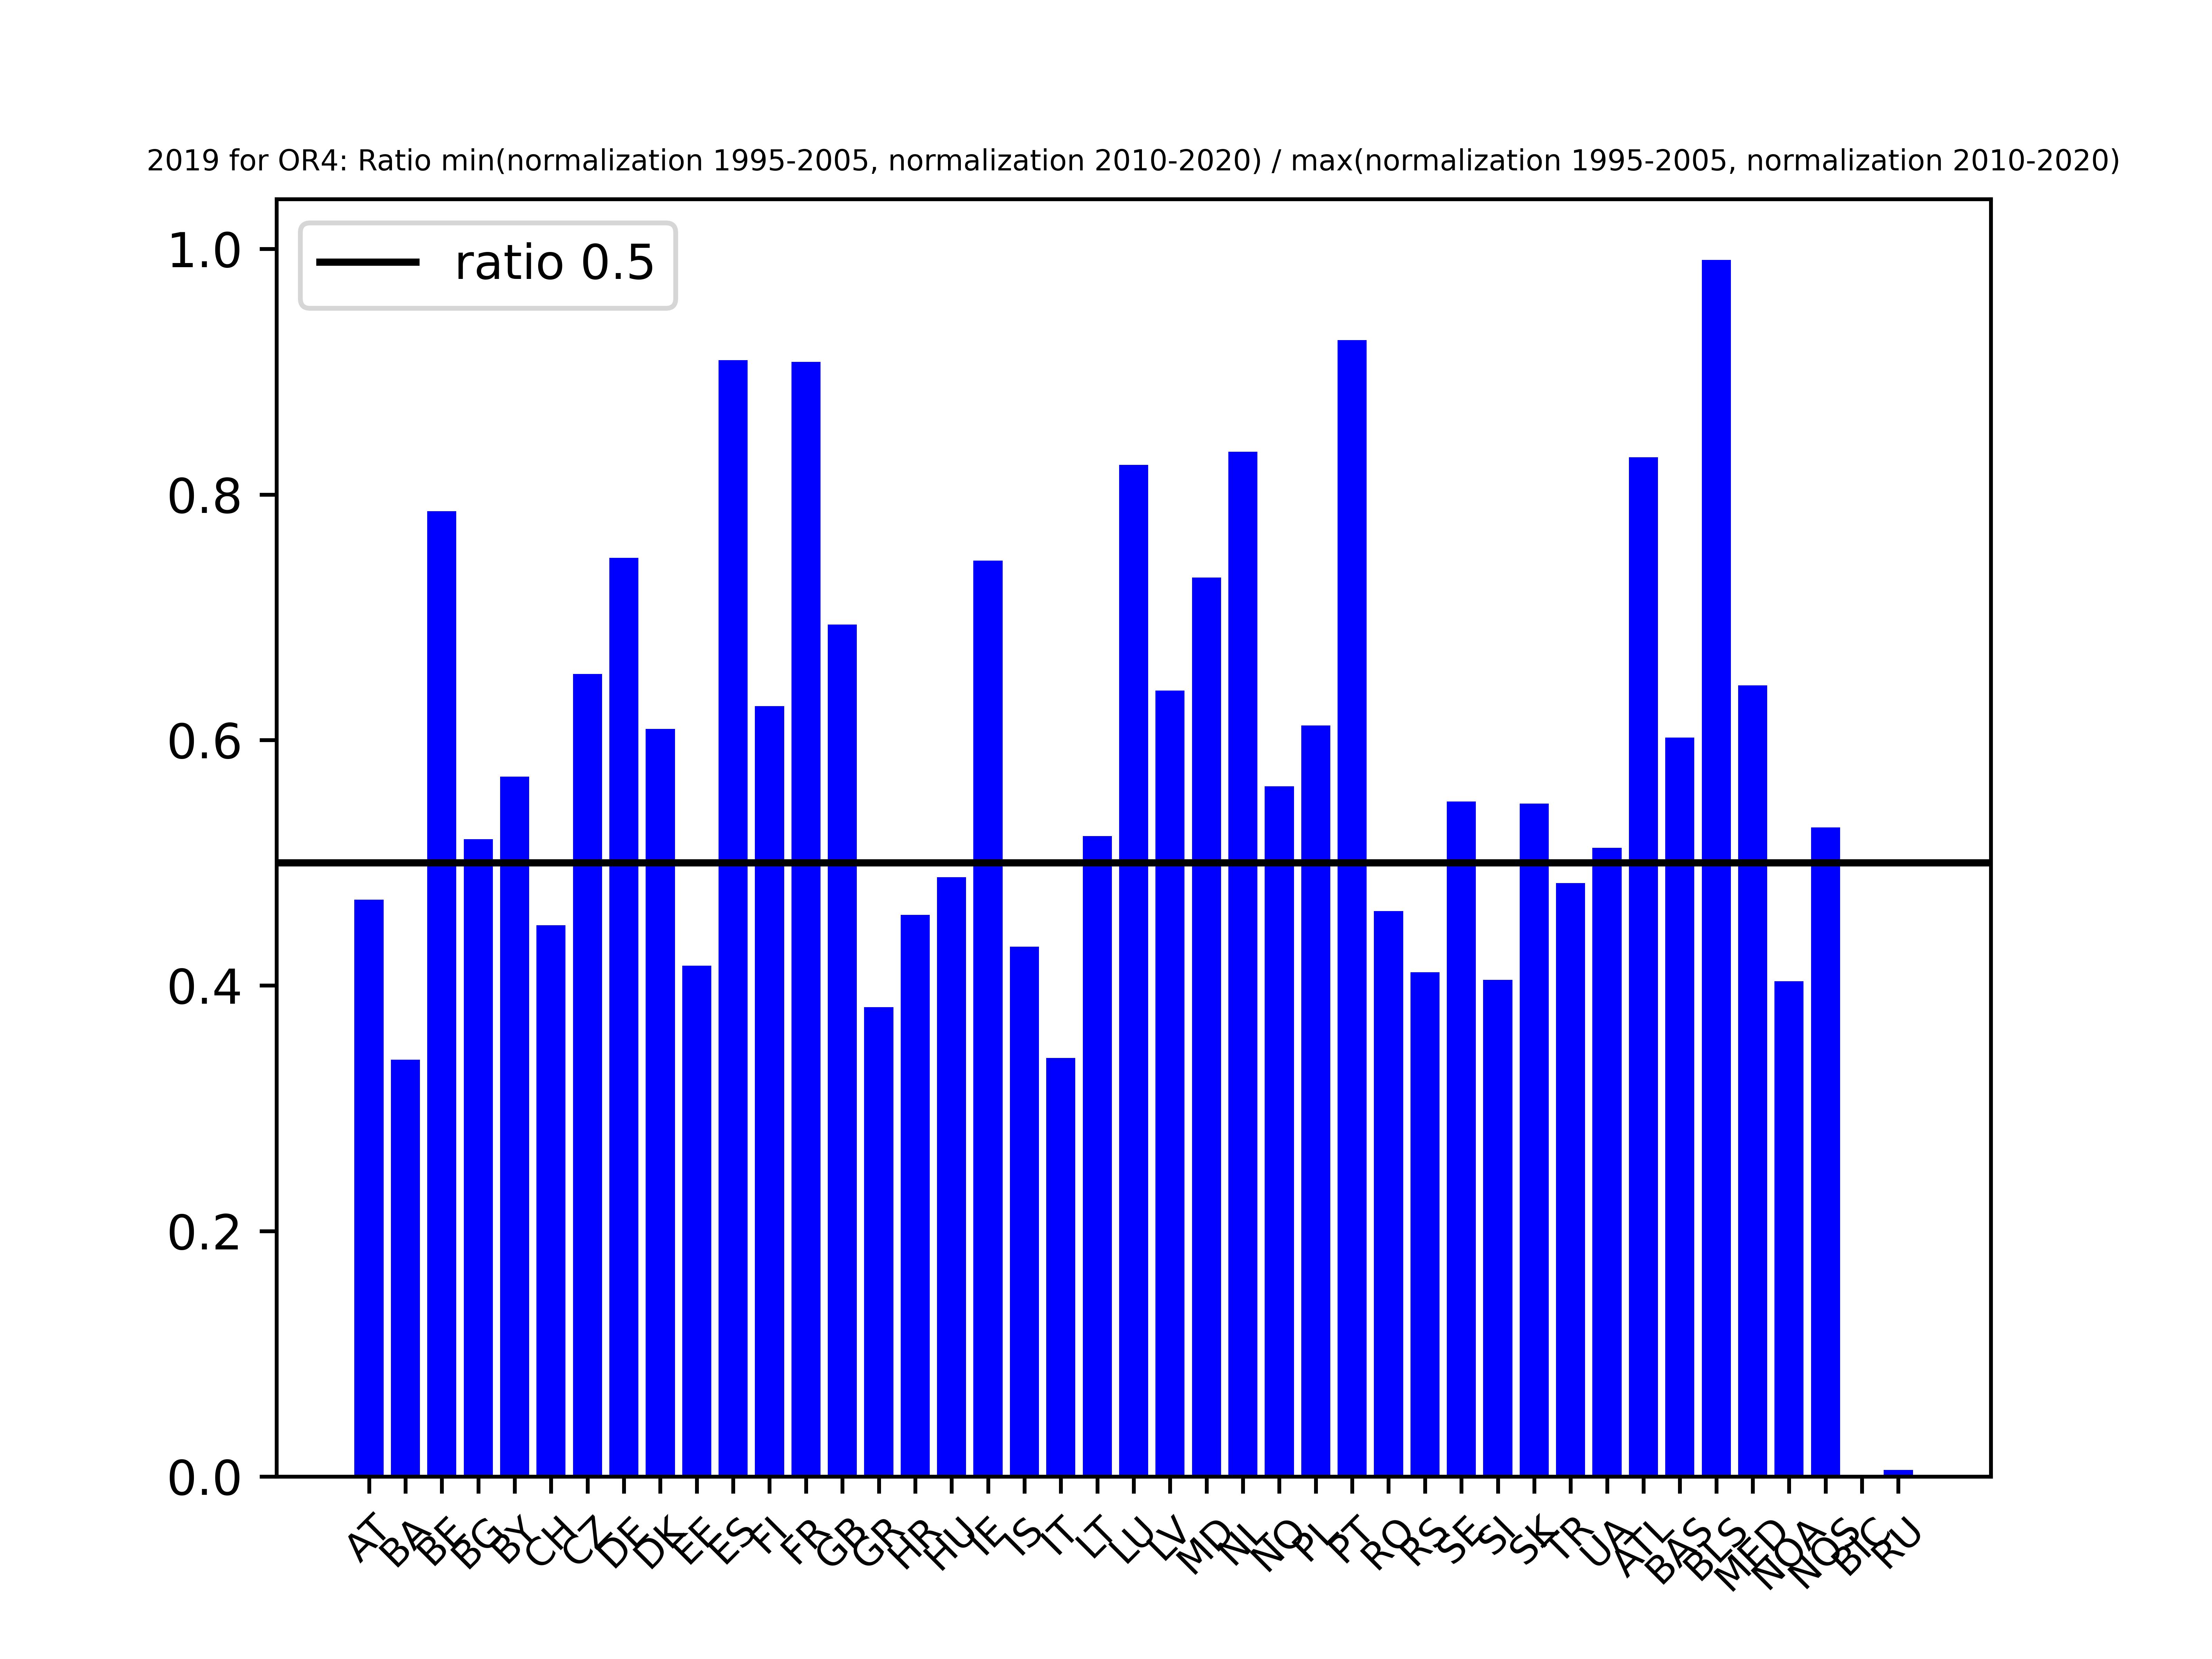 2019 for OR4: Ratio min(normalization 1995-2005, normalization 2010-2020) / max(normalization 1995-2005, normalization 2010-2020)
ratio 0.5
1.0
0.8
0.6
0.4
0.2
0.0
AT BA BE BG BY CH CZ DE DK EE ES FI FR GB GR HR HU IE IS IT LT LU LV MD NL NO PL PT RO RS SE SI SK TR UA ATL BAS BLS MED NOA NOS BIC RU